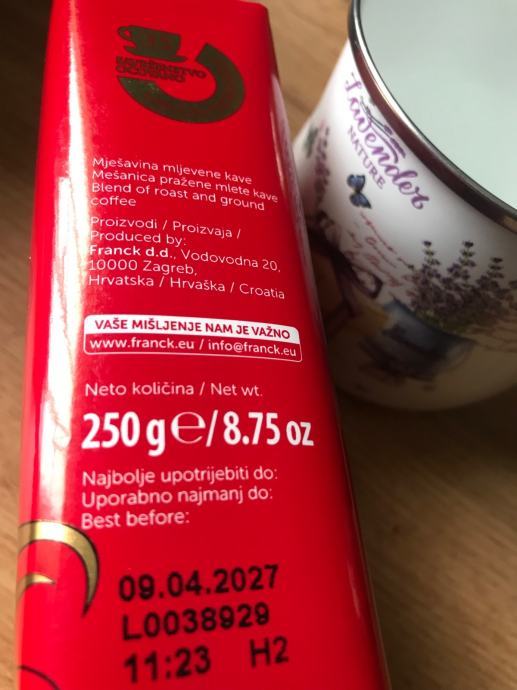 SAVRŠENSTVO
OČUVANO
Mješavina mljevene kave
Mešanica pražene mlete kave
Blend of roast and ground
coffee
Proizvodi / Proizvaja /
Produced by:
Franck d.d., Vodovodna 20,
10000 Zagreb,
Hrvatska / Hrvaška / Croatia
VAŠE MIŠLJENJE NAM JE VAŽNO
www.franck.eu / info@franck.eu
Neto količina / Net wt.
250 g ℮ / 8.75 oz
Najbolje upotrijebiti do:
Uporabno najmanj do:
Best before:
09.04.2027
L0038929
11:23 H2
Lavender
NATURE